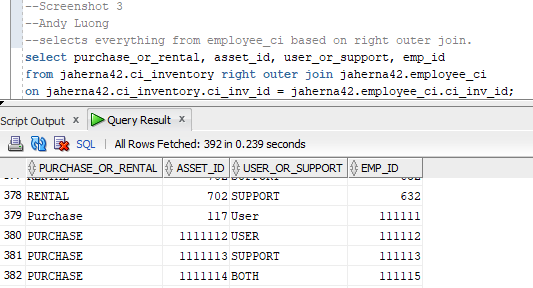 --Screenshot 3
--Andy Luong
--selects everything from employee_ci based on right outer join.
select purchase_or_rental, asset_id, user_or_support, emp_id
from jaherna42.ci_inventory right outer join jaherna42.employee_ci
on jaherna42.ci_inventory.ci_inv_id = jaherna42.employee_ci.ci_inv_id;
Script Output x Query Result x
SQL | All Rows Fetched: 392 in 0.239 seconds
PURCHASE_OR_RENTAL ASSET_ID USER_OR_SUPPORT EMP_ID
378 RENTAL 702 SUPPORT 632
379 Purchase 117 User 111111
380 PURCHASE 1111112 USER 111112
381 PURCHASE 1111113 SUPPORT 111113
382 PURCHASE 1111114 BOTH 111115